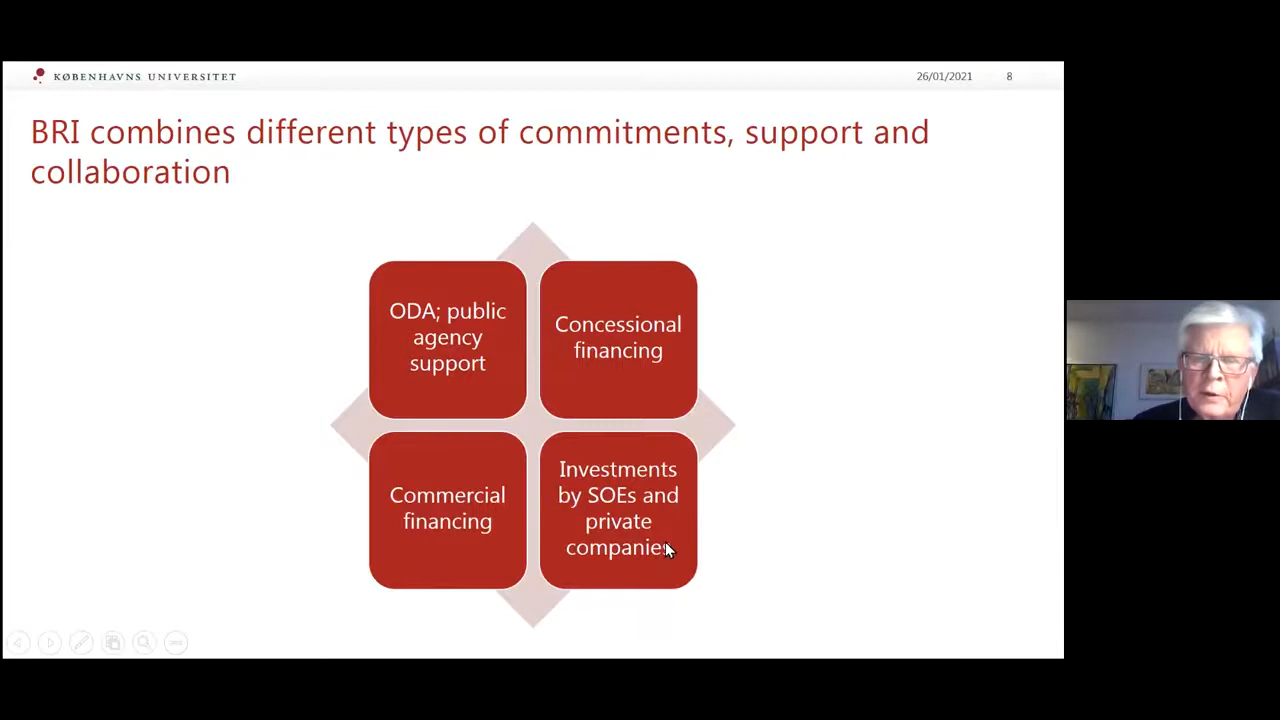 KØBENHAVNS UNIVERSITET
26/01/2021
8
BRI combines different types of commitments, support and
collaboration
ODA; public
agency
support
Concessional
financing
Commercial
financing
Investments
by SOEs and
private
companies